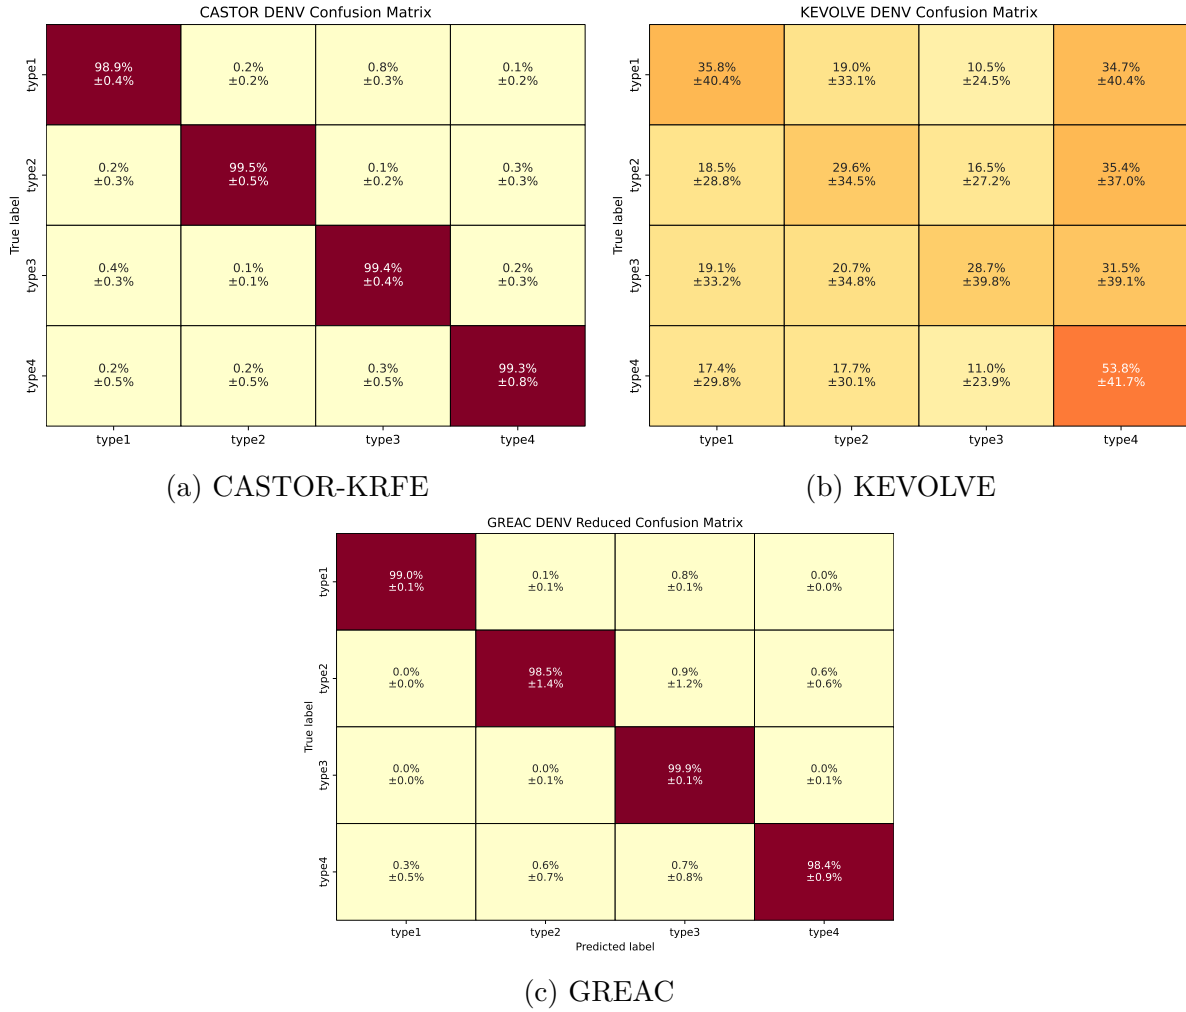 CASTOR DENV Confusion Matrix
True label
type1
98.9% 0.2% 0.8% 0.1%
±0.4% ±0.2% ±0.3% ±0.2%
type2
0.2% 99.5% 0.1% 0.3%
±0.3% ±0.5% ±0.2% ±0.3%
type3
0.4% 0.1% 99.4% 0.2%
±0.3% ±0.1% ±0.4% ±0.3%
type4
0.2% 0.2% 0.3% 99.3%
±0.5% ±0.5% ±0.5% ±0.8%
type1 type2 type3 type4
(a) CASTOR-KRFE
KEVOLVE DENV Confusion Matrix
True label
type1
35.8% 19.0% 10.5% 34.7%
±40.4% ±33.1% ±24.5% ±40.4%
type2
18.5% 29.6% 16.5% 35.4%
±28.8% ±34.5% ±27.2% ±37.0%
type3
19.1% 20.7% 28.7% 31.5%
±33.2% ±34.8% ±39.8% ±39.1%
type4
17.4% 17.7% 11.0% 53.8%
±29.8% ±30.1% ±23.9% ±41.7%
type1 type2 type3 type4
(b) KEVOLVE
GREAC DENV Reduced Confusion Matrix
True label
type1
99.0% 0.1% 0.8% 0.0%
±0.1% ±0.1% ±0.1% ±0.0%
type2
0.0% 98.5% 0.9% 0.6%
±0.0% ±1.4% ±1.2% ±0.6%
type3
0.0% 0.0% 99.9% 0.0%
±0.0% ±0.1% ±0.1% ±0.1%
type4
0.3% 0.6% 0.7% 98.4%
±0.5% ±0.7% ±0.8% ±0.9%
type1 type2 type3 type4
Predicted label
(c) GREAC